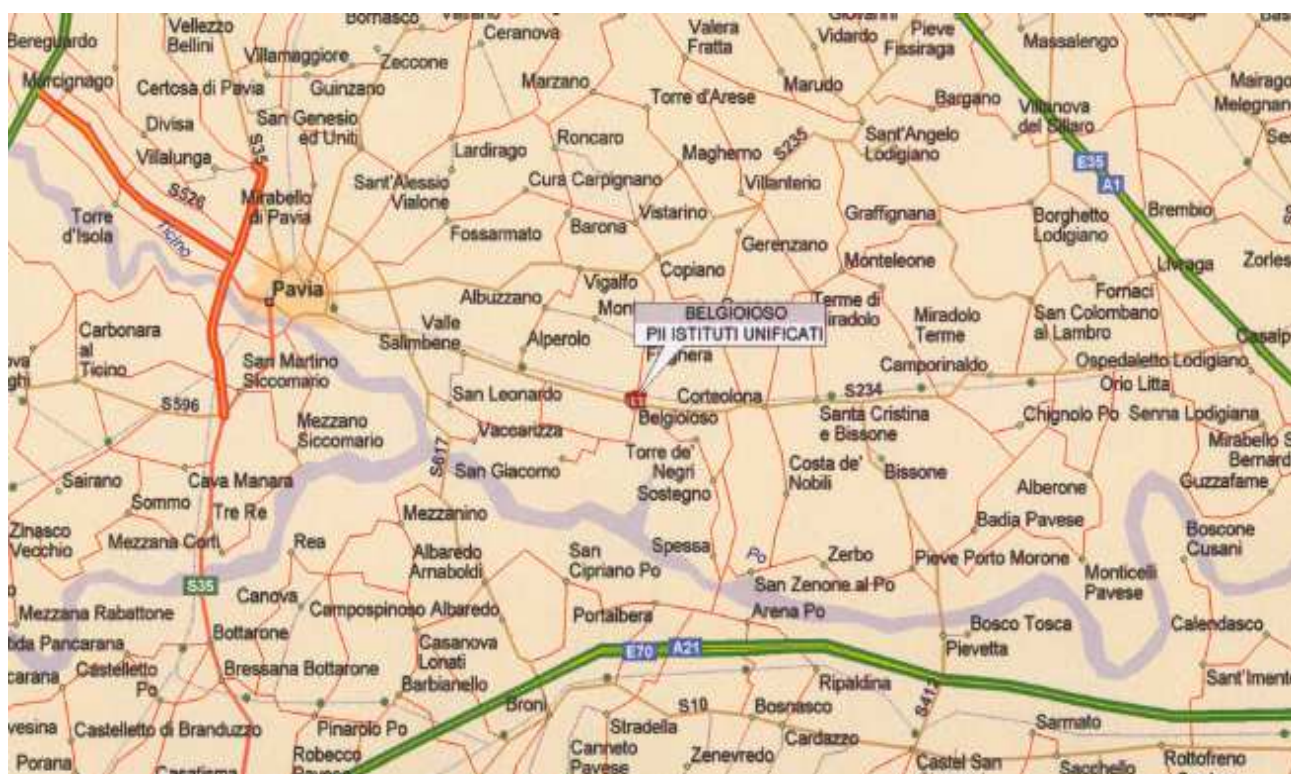 Vellezzo
Bellini
Bornasco
Ceranova
Valera
Fratta
Vidardo
Pieve
Fissiraga
Massalengo
Bereguardo
Villamaggiore
Zeccone
Marcignago
Certosa di Pavia
Guinzano
Marzano
Marudo
Mairago
Torre d'Arese
Bargano
Villanova
del Sillaro
San Genesio
ed Uniti
Divisa
S35
Roncaro
S235
Sant'Angelo
Lodigiano
Villalunga
Lardirago
Magherno
E35
A1
S526
Mirabello
di Pavia
Sant'Alessio
Vialone
Cura Carpignano
Villanterio
Torre
d'Isola
Ticino
Vistarino
Graffignana
Borghetto
Lodigiano
Brembio
Fossarmato
Barona
Gerenzano
Copiano
Monteleone
Livraga
Pavia
Vigalfo
Albuzzano
Fornaci
Terme di
Miradolo
San Colombano
al Lambro
BELGIOIOSO
PII ISTITUTI UNIFICATI
Valle
Salimbene
Alperolo
Miradolo
Terme
Carbonara
al
Ticino
San Martino
Siccomario
Camporinaldo
Ospedaletto Lodigiano
Orio Litta
San Leonardo
Corteolona
S234
S596
Belgioioso
Santa Cristina
e Bissone
Chignolo Po
Senna Lodigiana
Mezzano
Siccomario
Vaccarizza
S617
San Giacomo
Torre de'
Negri
Costa de'
Nobili
Bissone
Sairano
Cava Manara
Sostegno
Alberone
Guzzafame
Sommo
Tre Re
Mezzanino
Badia Pavese
Zinasco
Vecchio
Mezzana Corti
Rea
Albaredo
Arnaboldi
San
Cipriano Po
Spessa
Po
Zerbo
Pieve Porto Morone
Boscone
Cusani
S35
San Zenone al Po
Monticelli
Pavese
Canova
Mezzana Rabattone
Campospinoso Albaredo
Portalbera
Arena Po
Bottarone
Casanova
Lonati
Bosco Tosca
Calendasco
Pievetta
Castelletto
Po
Bressana Bottarone
Barbianello
E70
A21
Ripaldina
S412
Castelletto di Branduzzo
Pinarolo Po
Broni
Stradella
S10
Bosnasco
Sarmato
Porana
Robecco
Canneto
Pavese
Zenevredo
Cardazzo
Castel San
Sacchello
Rottofreno